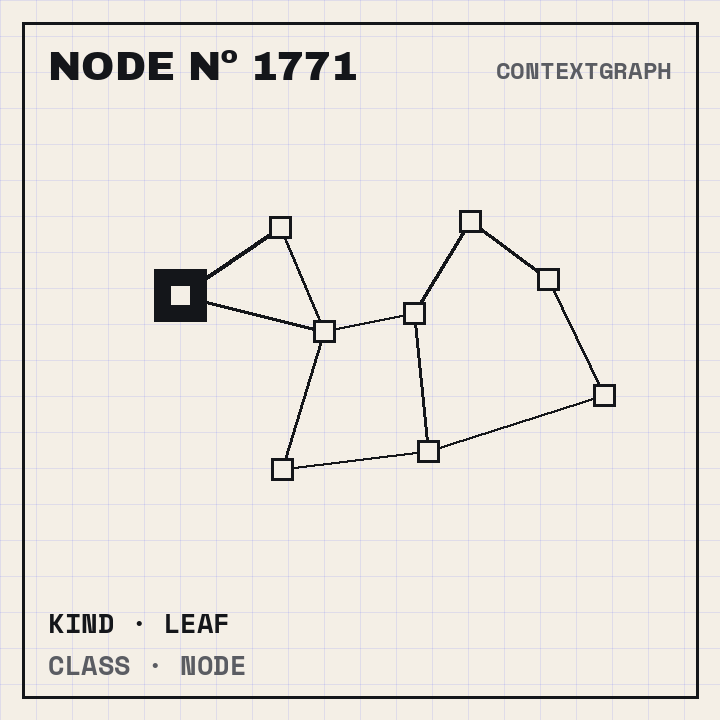 NODE Nº 1771
CONTEXTGRAPH
KIND · LEAF
CLASS · NODE